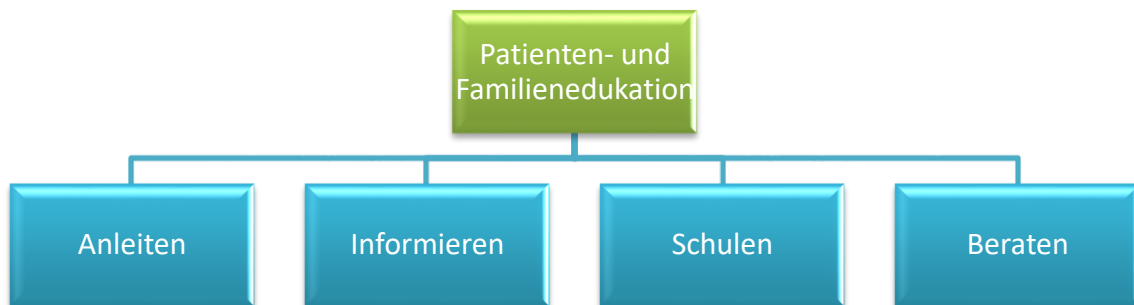 Patienten- und
Familienedukation
Anleiten
Informieren
Schulen
Beraten